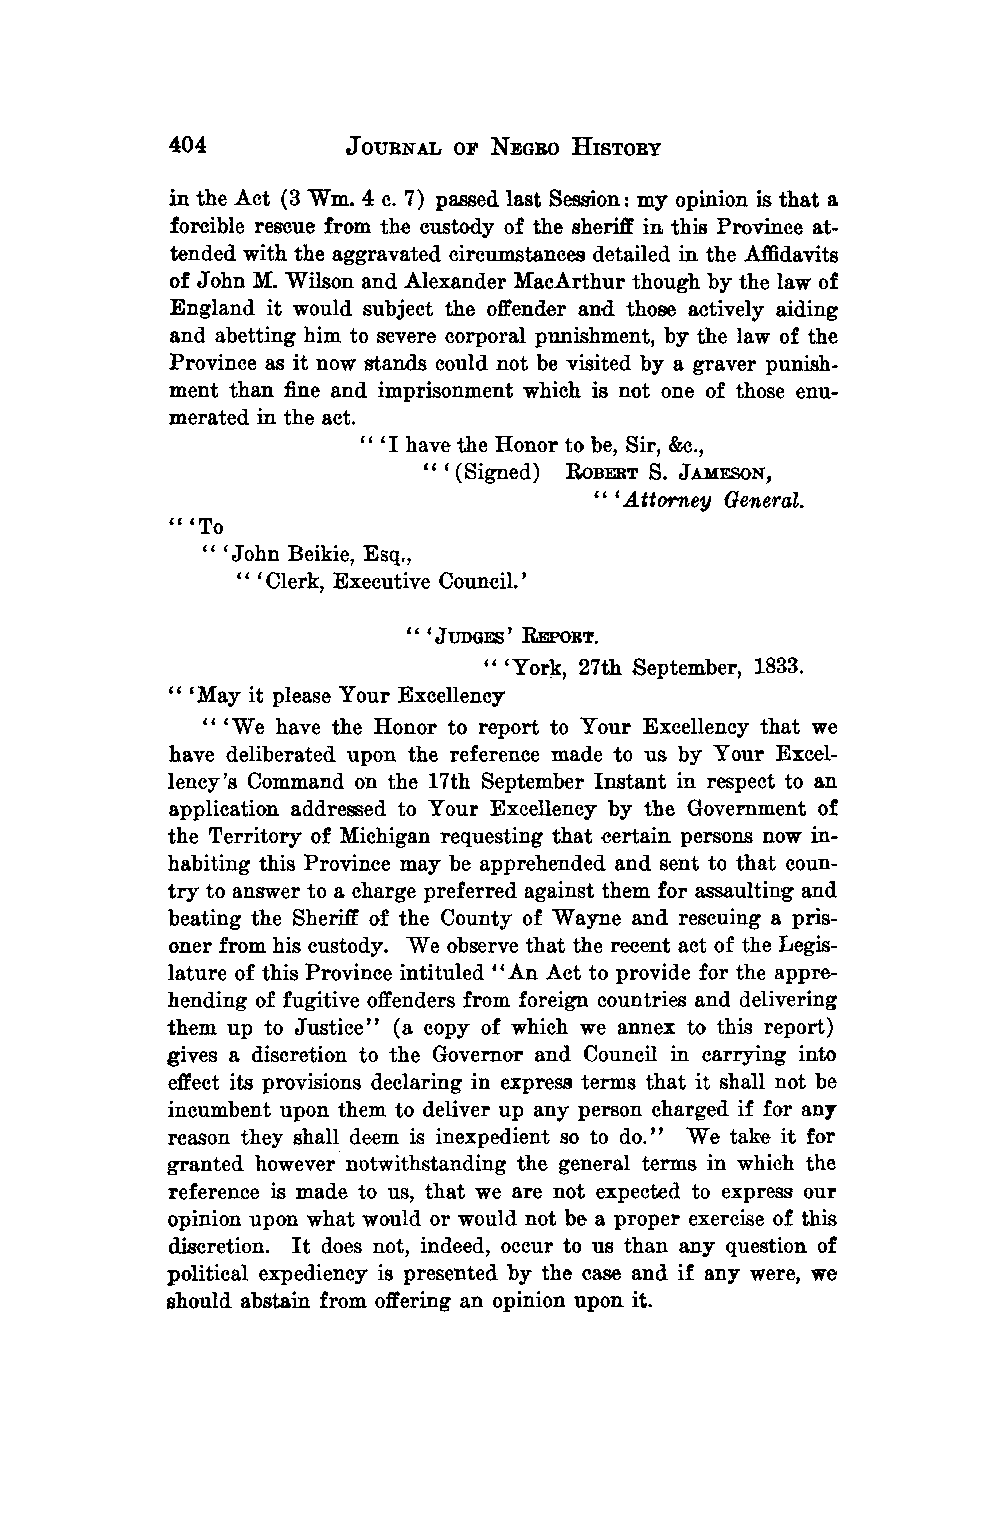 404 JOURNAL OF NEGRO HISTORY
in the Act (3 Wm. 4 c. 7) passed last Session: my opinion is that a
forcible rescue from the custody of the sheriff in this Province at-
tended with the aggravated circumstances detailed in the Affidavits
of John M. Wilson and Alexander MacArthur though by the law of
England it would subject the offender and those actively aiding
and abetting him to severe corporal punishment, by the law of the
Province as it now stands could not be visited by a graver punish-
ment than fine and imprisonment which is not one of those enu-
merated in the act.
" 'I have the Honor to be, Sir, &c.,
" '(Signed) ROBERT S. JAMESON,
" 'Attorney General.
" 'To
" 'John Beikie, Esq.,
" 'Clerk, Executive Council.'
" 'JUDGES' REPORT.
" 'York, 27th September, 1833.
" 'May it please Your Excellency
" 'We have the Honor to report to Your Excellency that we
have deliberated upon the reference made to us by Your Excel-
lency's Command on the 17th September Instant in respect to an
application addressed to Your Excellency by the Government of
the Territory of Michigan requesting that certain persons now in-
habiting this Province may be apprehended and sent to that coun-
try to answer to a charge preferred against them for assaulting and
beating the Sheriff of the County of Wayne and rescuing a pris-
oner from his custody. We observe that the recent act of the Legis-
lature of this Province intituled "An Act to provide for the appre-
hending of fugitive offenders from foreign countries and delivering
them up to Justice" (a copy of which we annex to this report)
gives a discretion to the Governor and Council in carrying into
effect its provisions declaring in express terms that it shall not be
incumbent upon them to deliver up any person charged if for any
reason they shall deem is inexpedient so to do." We take it for
granted however notwithstanding the general terms in which the
reference is made to us, that we are not expected to express our
opinion upon what would or would not be a proper exercise of this
discretion. It does not, indeed, occur to us than any question of
political expediency is presented by the case and if any were, we
should abstain from offering an opinion upon it.